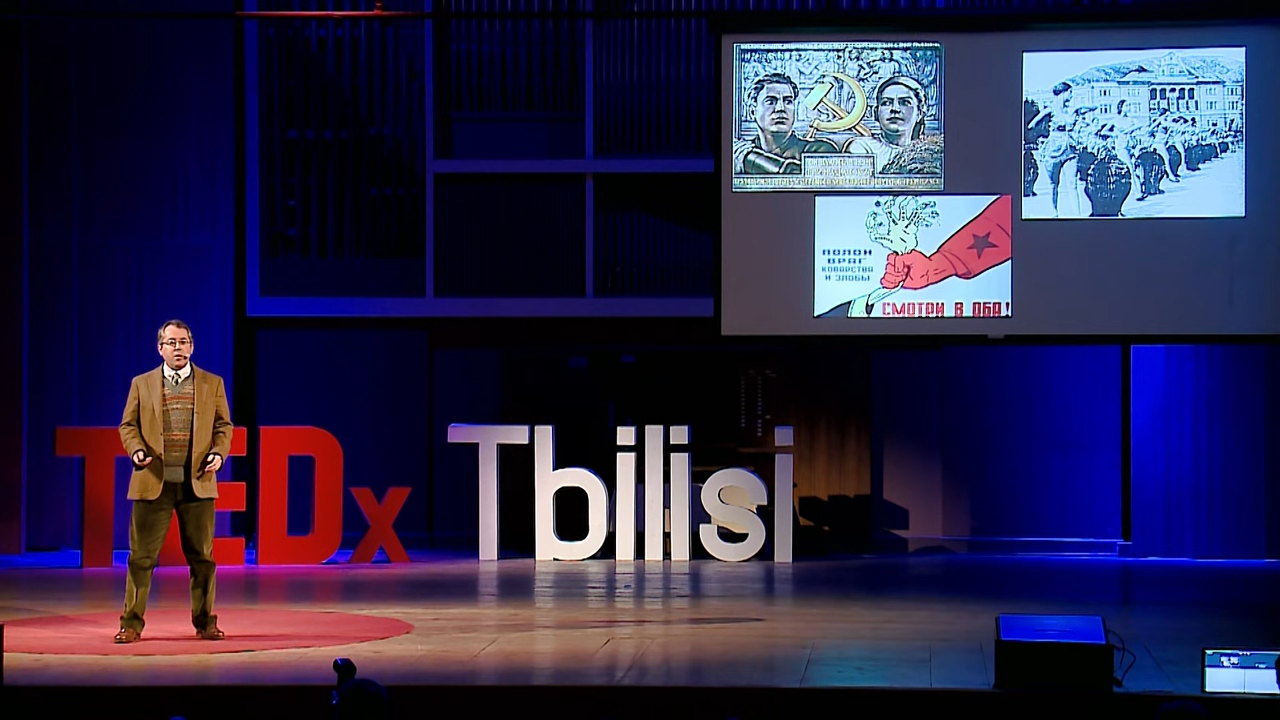 TEDx Tbilisi
ПОЛОН
ВРАГ
КОВАРСТВА
И ЗЛОБЫ
СМОТРИ В ОБА!